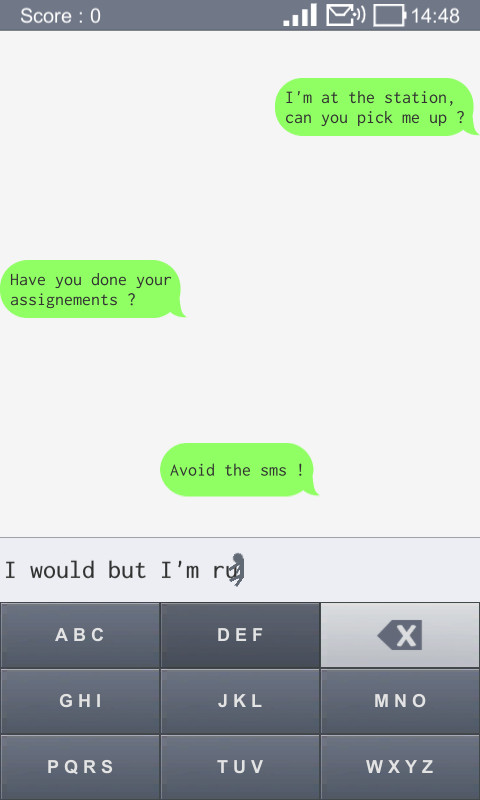 Score : 0 14:48
I'm at the station,
can you pick me up ?
Have you done your
assignements ?
Avoid the sms !
I would but I'm ru
ABC DEF X
GHI JKL MNO
PQRS TUV WXYZ